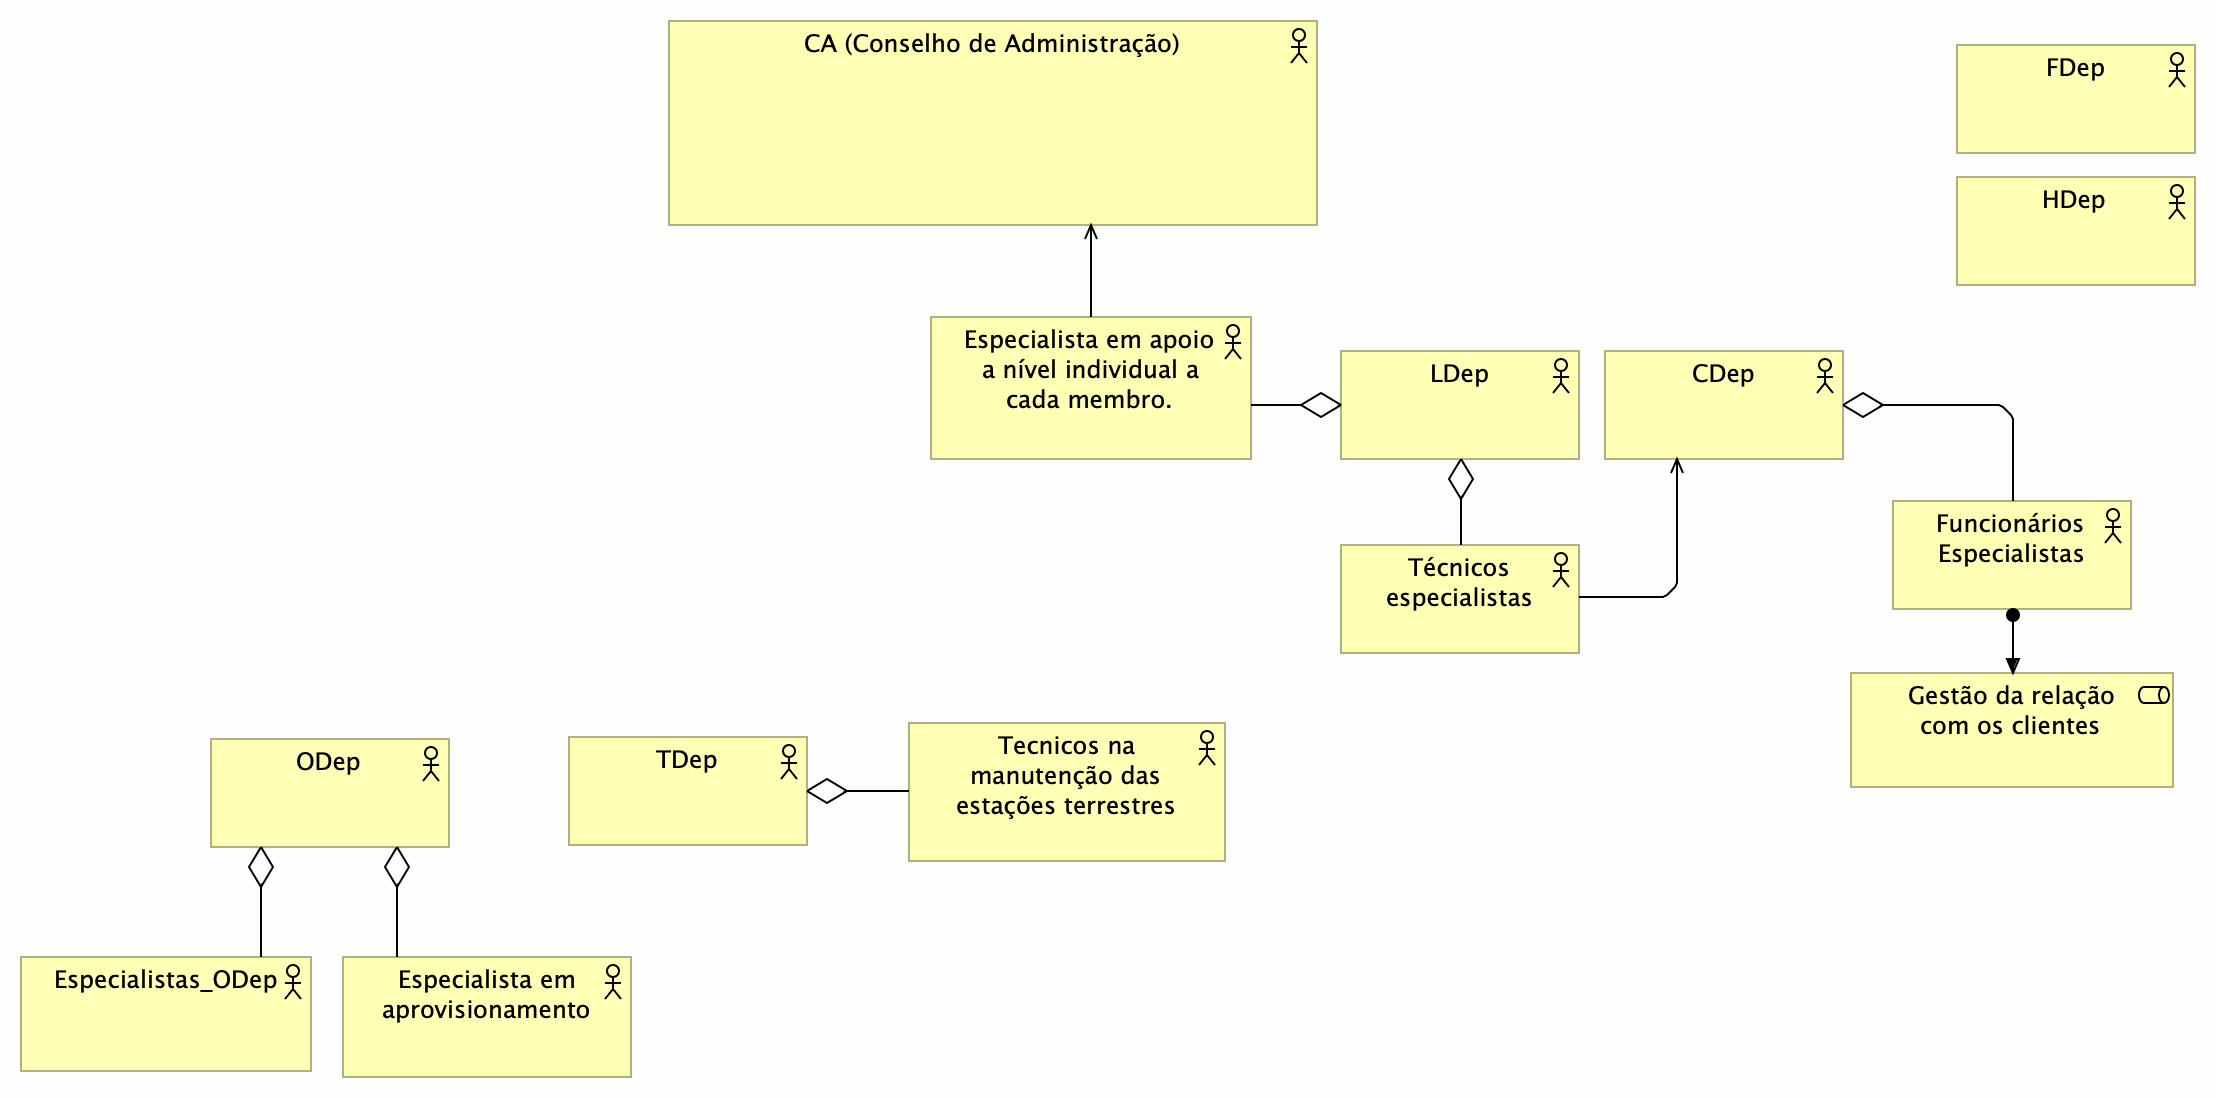 CA (Conselho de Administração)
FDep
HDep
Especialista em apoio
a nível individual a
cada membro.
LDep
CDep
Funcionários
Especialistas
Técnicos
especialistas
Gestão da relação
com os clientes
ODep
TDep
Tecnicos na
manutenção das
estações terrestres
Especialistas_ODep
Especialista em
aprovisionamento